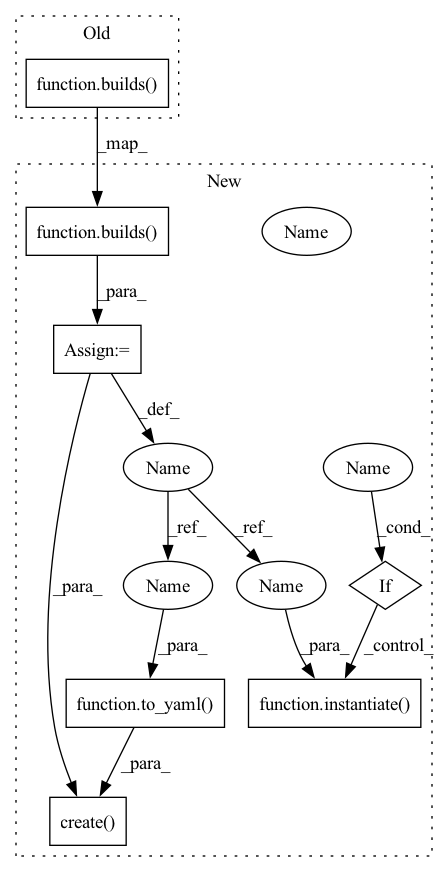 Old
function.builds()
_map_
New
function.builds()
Name
_para_
Assign:=
_def_
Name
Name
_ref_
_ref_
_cond_
_para_
Name
Name
If
_para_
_para_
_control_
function.to_yaml()
function.instantiate()
_para_
create()